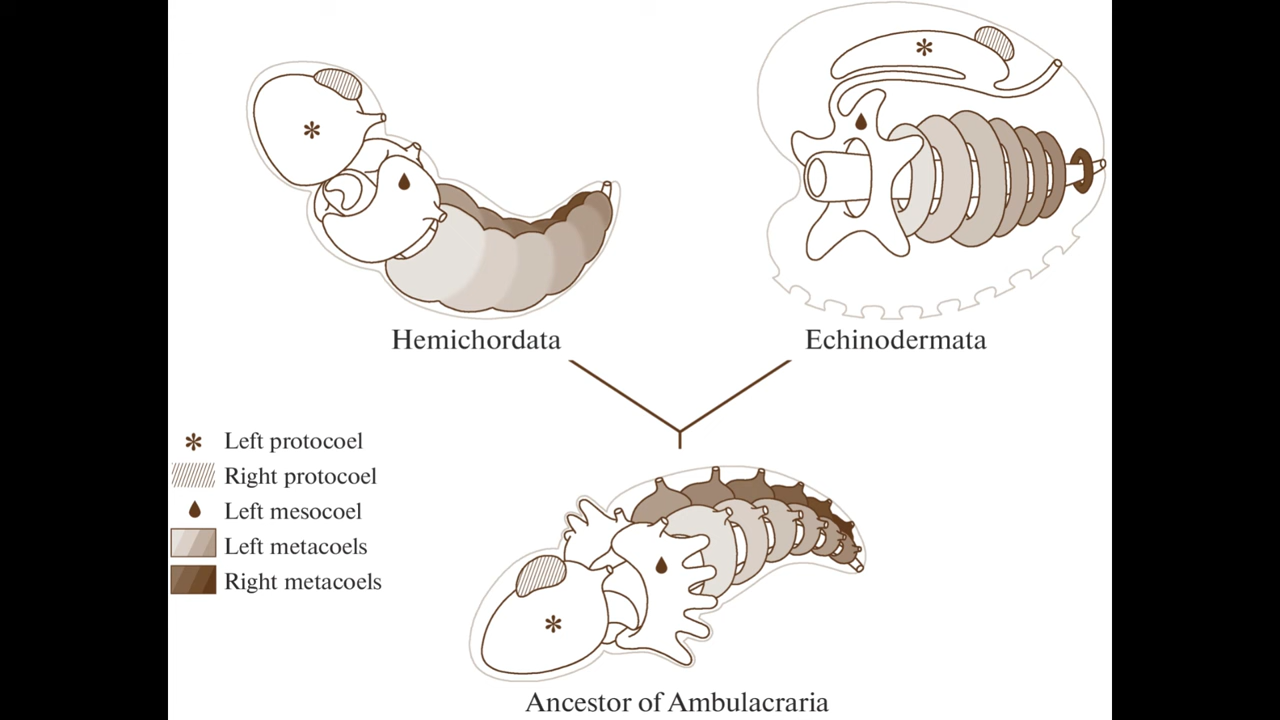 Hemichordata
Echinodermata
Left protocoel
Right protocoel
Left mesocoel
Left metacoels
Right metacoels
Ancestor of Ambulacraria